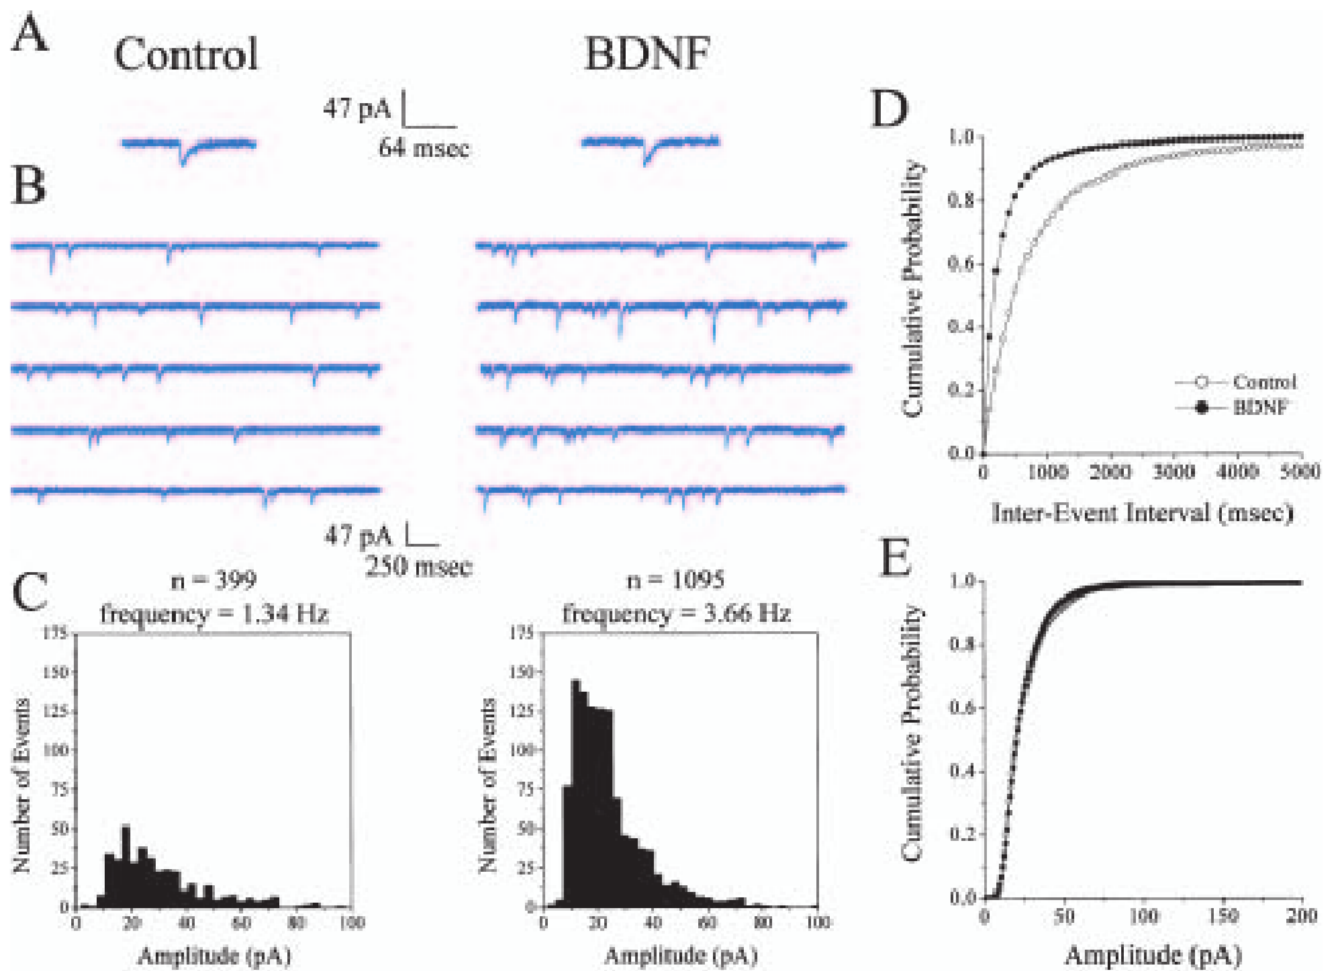 A
Control
BDNF
47 pA
64 msec
B
47 pA
250 msec
C
n = 399
frequency = 1.34 Hz
175
150
125
100
75
50
25
0
Number of Events
0 20 40 60 80 100
Amplitude (pA)
n = 1095
frequency = 3.66 Hz
175
150
125
100
75
50
25
0
Number of Events
0 20 40 60 80 100
Amplitude (pA)
D
1.0
0.8
0.6
0.4
0.2
0.0
Cumulative Probability
Control
BDNF
0 1000 2000 3000 4000 5000
Inter-Event Interval (msec)
E
1.0
0.8
0.6
0.4
0.2
0.0
Cumulative Probability
0 50 100 150 200
Amplitude (pA)